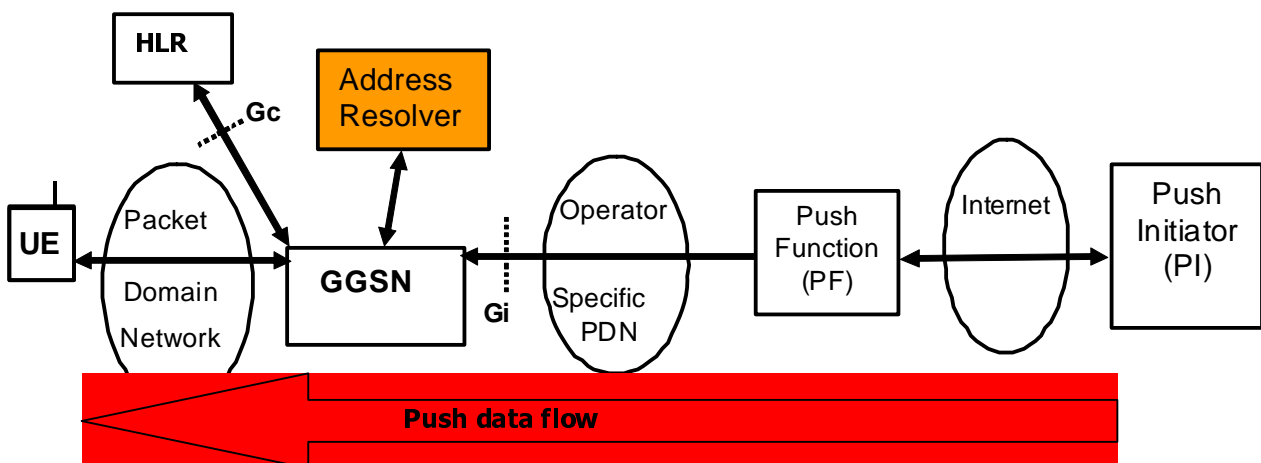 HLR
Address
Resolver
Gc
UE
Packet
Domain
Network
GGSN
Gi
Operator
Specific
PDN
Push
Function
(PF)
Internet
Push
Initiator
(PI)
Push data flow